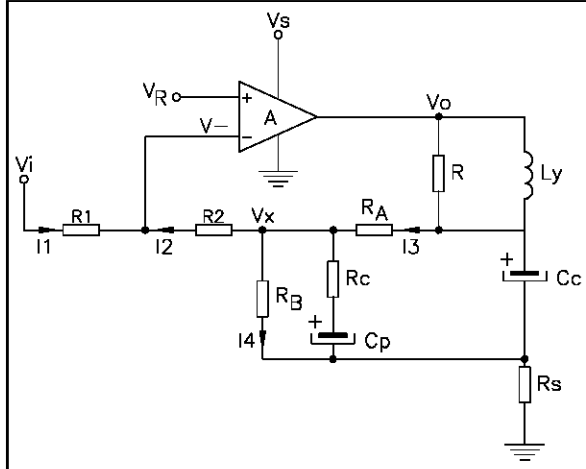 Vs
VR
+
A
V−
−
Vo
Vi
R
Ly
R1
R2
Vx
RA
I1
I2
I3
+
Cc
RB
Rc
I4
+
Cp
Rs